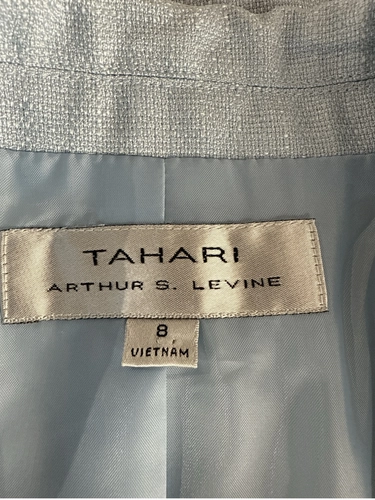 TAHARI
ARTHUR S. LEVINE
8
VIETNAM